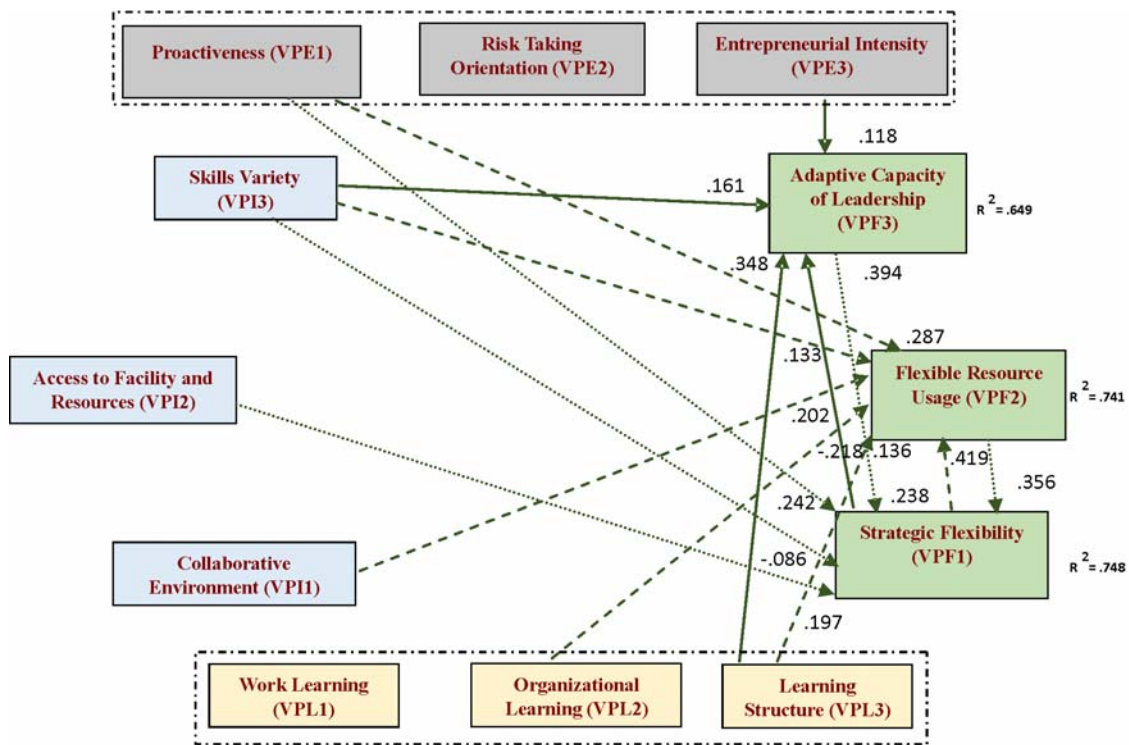 Proactiveness (VPE1)
Risk Taking
Orientation (VPE2)
Entrepreneurial Intensity
(VPE3)
.118
Skills Variety
(VPI3)
.161
Adaptive Capacity
of Leadership
(VPF3)
R 2 = .649
.348
.394
.287
.133
Access to Facility and
Resources (VPI2)
Flexible Resource
Usage (VPF2)
R 2 = .741
.202
-.218
.136
.419
.356
.242
.238
Strategic Flexibility
(VPF1)
R 2 = .748
-.086
Collaborative
Environment (VPI1)
.197
Work Learning
(VPL1)
Organizational
Learning (VPL2)
Learning
Structure (VPL3)